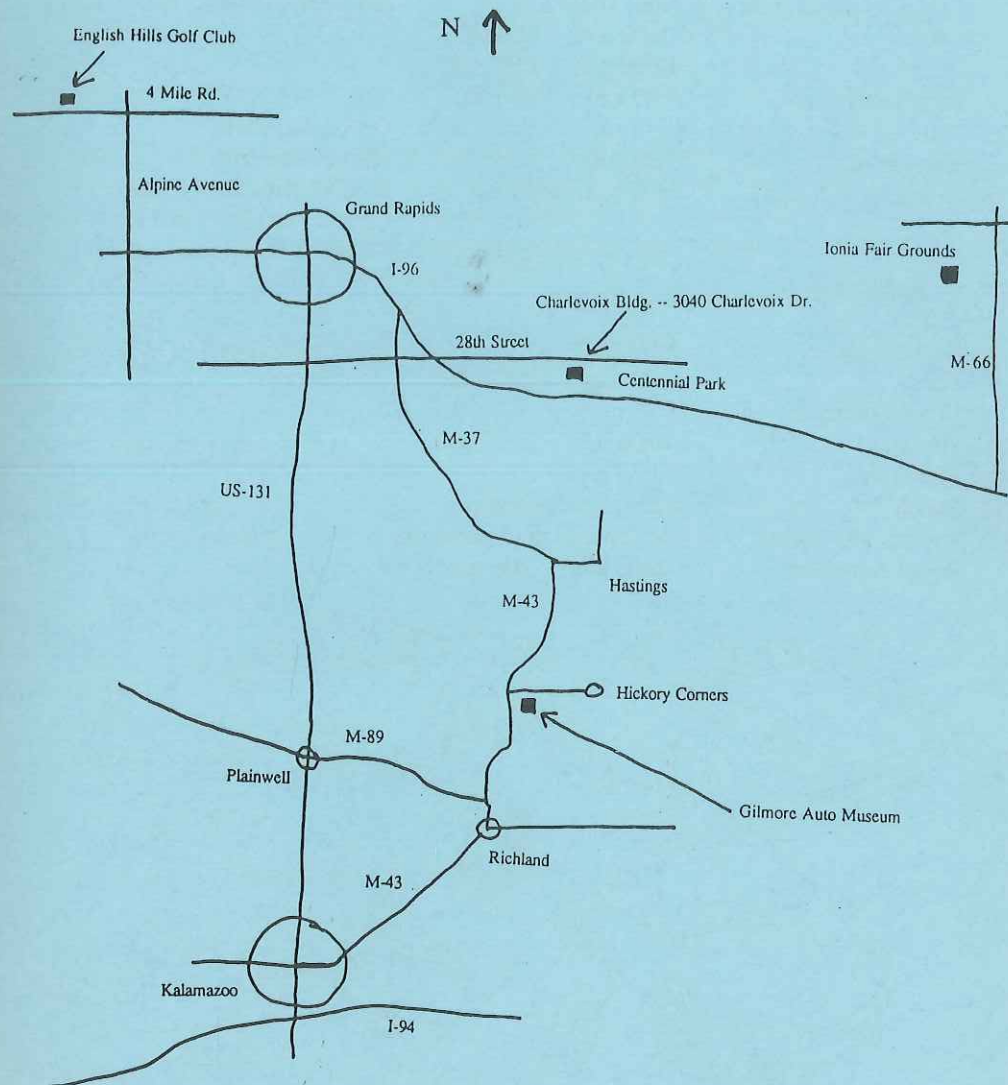 N
English Hills Golf Club
4 Mile Rd.
Alpine Avenue
Grand Rapids
I-96
Ionia Fair Grounds
Charlevoix Bldg. -- 3040 Charlevoix Dr.
28th Street
Centennial Park
M-66
M-37
US-131
Hastings
M-43
Hickory Corners
M-89
Plainwell
Gilmore Auto Museum
Richland
M-43
Kalamazoo
I-94